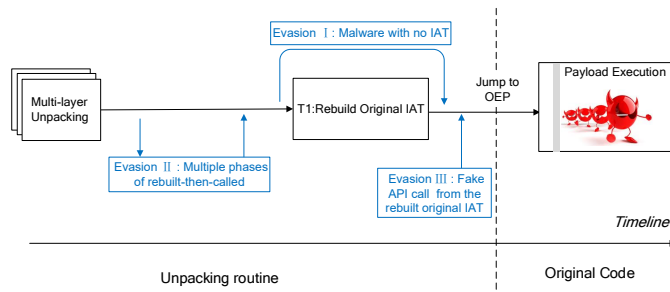 Evasion Ⅰ: Malware with no IAT
Multi-layer
Unpacking
T1:Rebuild Original IAT
Jump to
OEP
Payload Execution
Evasion Ⅱ: Multiple phases
of rebuilt-then-called
Evasion Ⅲ: Fake
API call from the
rebuilt original IAT
Timeline
Unpacking routine
Original Code